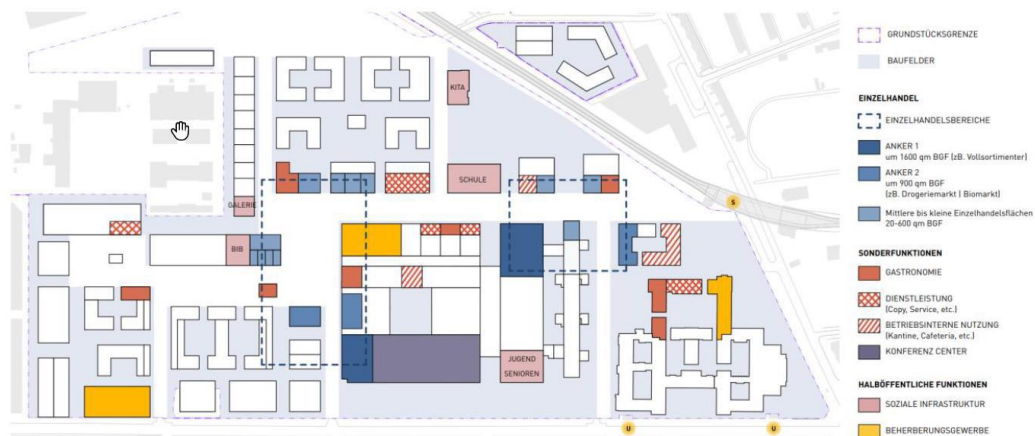 KITA
SCHULE
GALERIE
BIB
JUGEND
SENIOREN
S
U
U
GRUNDSTÜCKSGRENZE
BAUFELDER
EINZELHANDEL
EINZELHANDELSBEREICHE
ANKER 1
um 1600 qm BGF (zB. Vollsortimenter)
ANKER 2
um 900 qm BGF
(zB. Drogeriemarkt | Biomarkt)
Mittlere bis kleine Einzelhandelsflächen
20-600 qm BGF
SONDERFUNKTIONEN
GASTRONOMIE
DIENSTLEISTUNG
(Copy, Service, etc.)
BETRIEBSINTERNE NUTZUNG
(Kantine, Cafeteria, etc.)
KONFERENZ CENTER
HALBÖFFENTLICHE FUNKTIONEN
SOZIALE INFRASTRUKTUR
BEHERBERUNGSGEWERBE